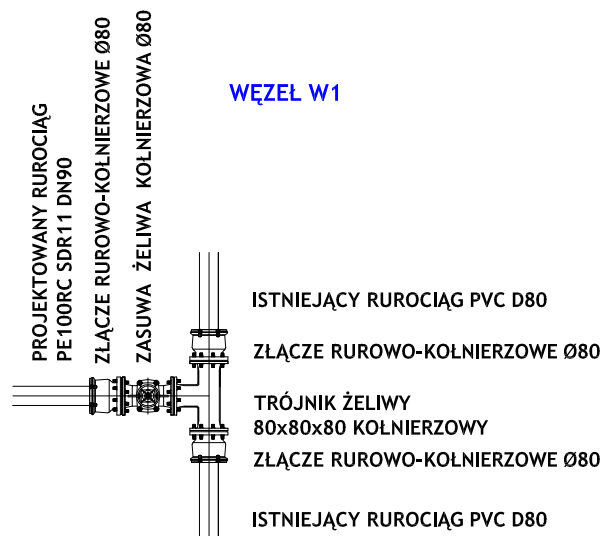 WĘZEŁ W1
PROJEKTOWANY RUROCIĄG
PE100RC SDR11 DN90
ZŁĄCZE RUROWO-KOŁNIERZOWE Ø80
ZASUWA ŻELIWA KOŁNIERZOWA Ø80
ISTNIEJĄCY RUROCIĄG PVC D80
ZŁĄCZE RUROWO-KOŁNIERZOWE Ø80
TRÓJNIK ŻELIWY
80x80x80 KOŁNIERZOWY
ZŁĄCZE RUROWO-KOŁNIERZOWE Ø80
ISTNIEJĄCY RUROCIĄG PVC D80